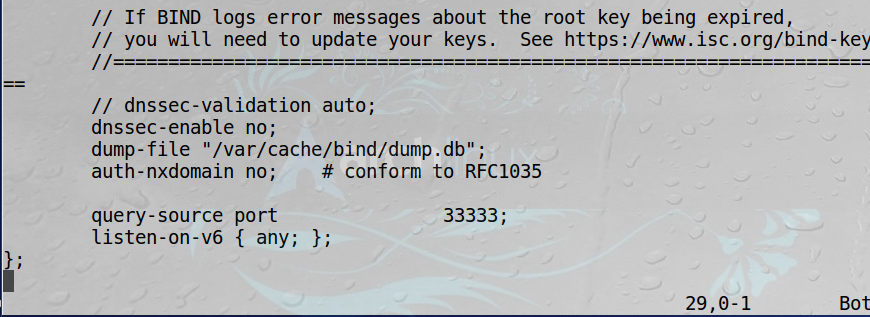 // If BIND logs error messages about the root key being expired,
// you will need to update your keys.  See https://www.isc.org/bind-key
//=====================================================================
==
// dnssec-validation auto;
dnssec-enable no;
dump-file "/var/cache/bind/dump.db";
auth-nxdomain no;    # conform to RFC1035
query-source port               33333;
listen-on-v6 { any; };
};
29,0-1        Bot